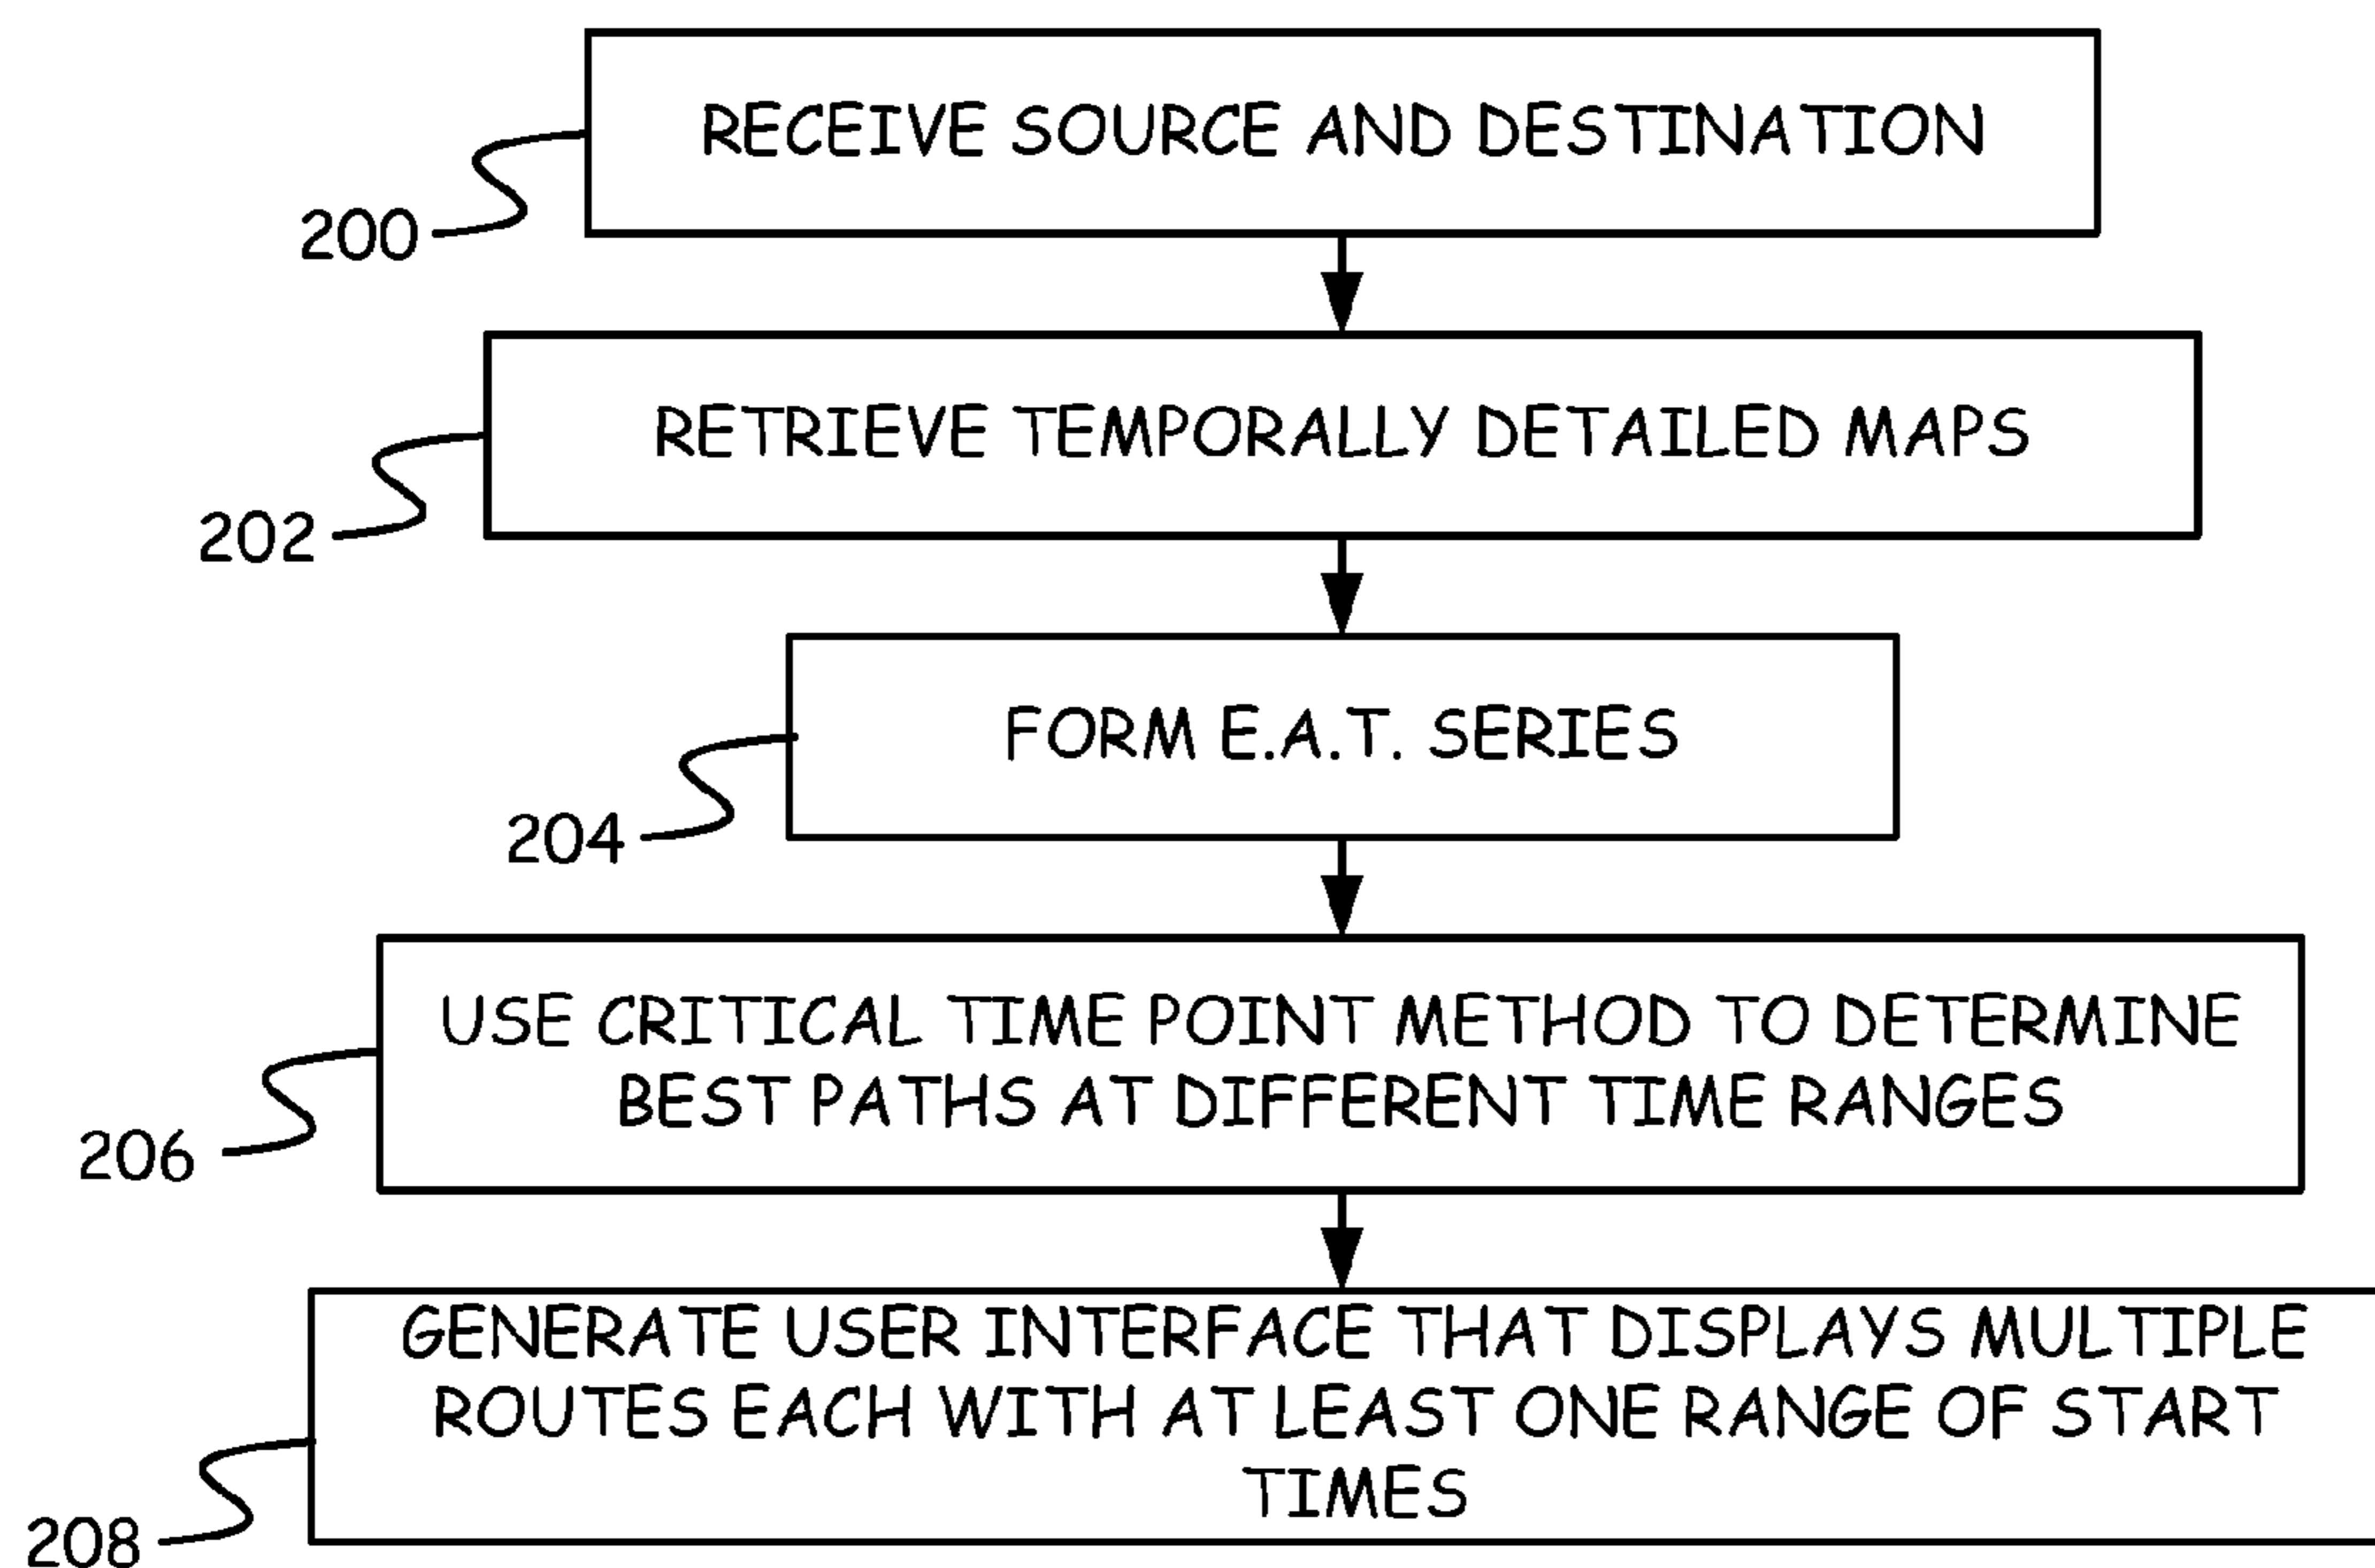 RECEIVE SOURCE AND DESTINATION
200
RETRIEVE TEMPORALLY DETAILED MAPS
202
FORM E.A.T. SERIES
204
USE CRITICAL TIME POINT METHOD TO DETERMINE
BEST PATHS AT DIFFERENT TIME RANGES
206
GENERATE USER INTERFACE THAT DISPLAYS MULTIPLE
ROUTES EACH WITH AT LEAST ONE RANGE OF START
TIMES
208